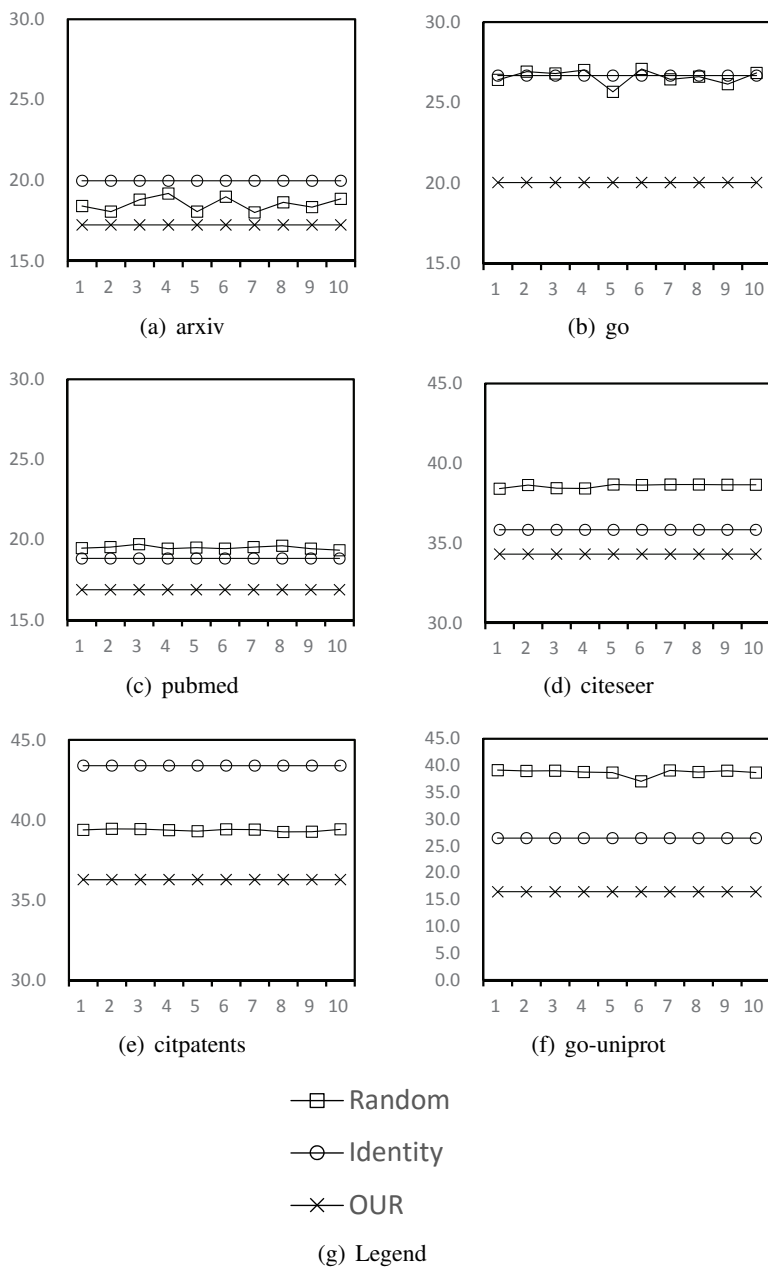 30.0
25.0
20.0
15.0
1 2 3 4 5 6 7 8 9 10
(a) arxiv
30.0
25.0
20.0
15.0
1 2 3 4 5 6 7 8 9 10
(b) go
30.0
25.0
20.0
15.0
1 2 3 4 5 6 7 8 9 10
(c) pubmed
45.0
40.0
35.0
30.0
1 2 3 4 5 6 7 8 9 10
(d) citeseer
45.0
40.0
35.0
30.0
1 2 3 4 5 6 7 8 9 10
(e) citpatents
45.0
40.0
35.0
30.0
25.0
20.0
15.0
10.0
5.0
0.0
1 2 3 4 5 6 7 8 9 10
(f) go-uniprot
Random
Identity
OUR
(g) Legend